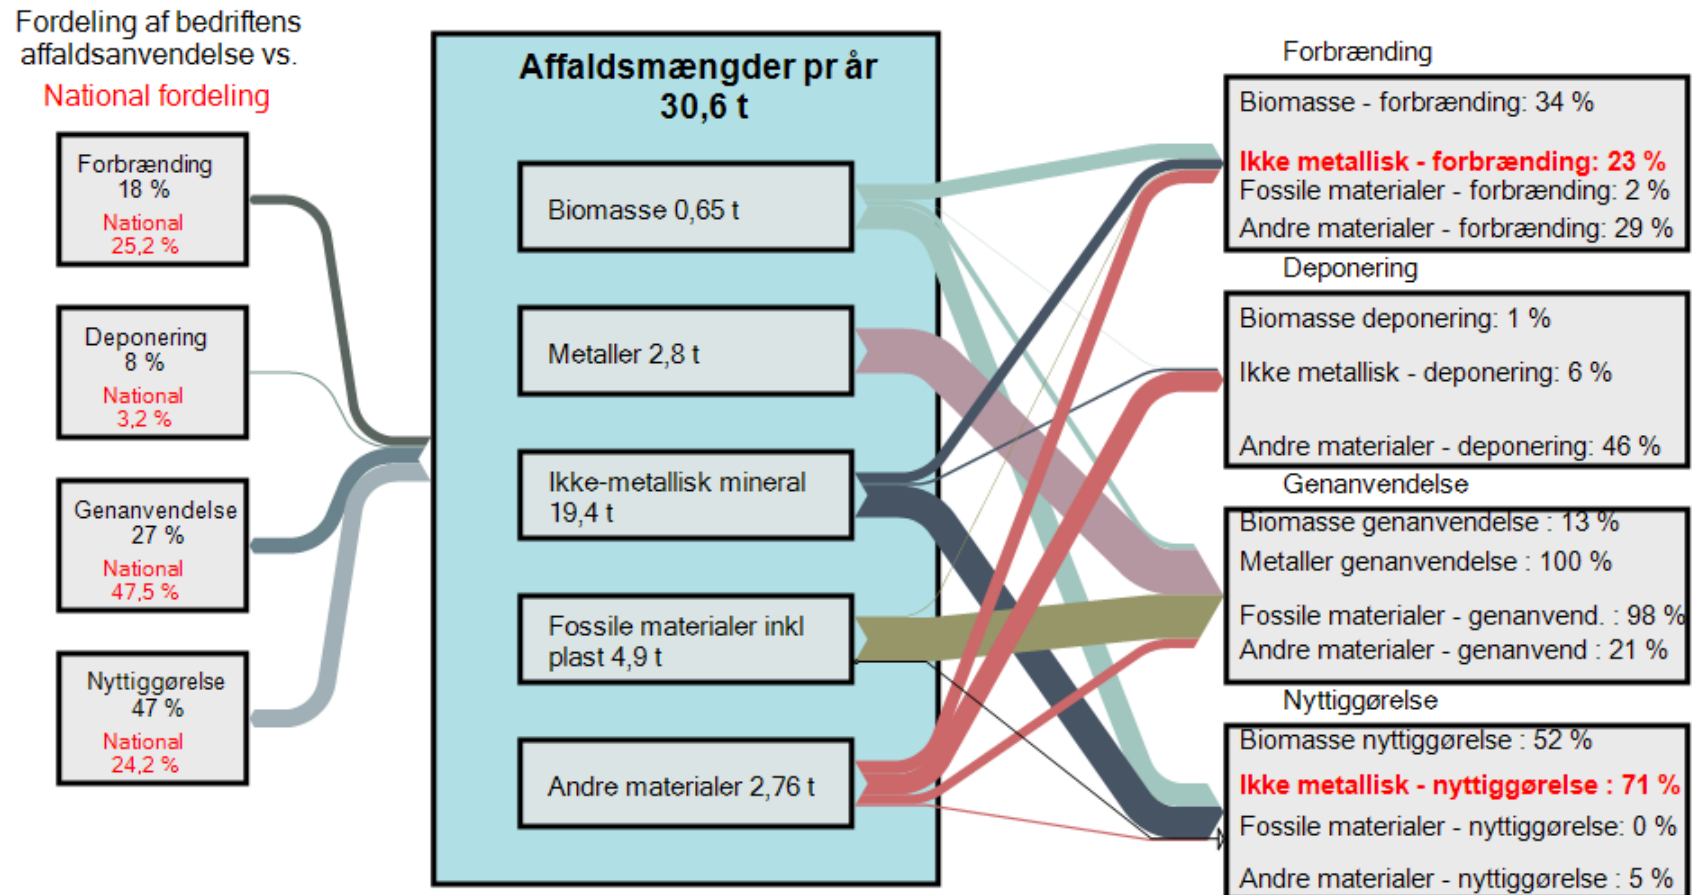 Fordeling af bedriftens
affaldsanvendelse vs.
National fordeling
Forbrænding
18 %
National
25,2 %
Deponering
8 %
National
3,2 %
Genanvendelse
27 %
National
47,5 %
Nyttiggørelse
47 %
National
24,2 %
Affaldsmængder pr år
30,6 t
Biomasse 0,65 t
Metaller 2,8 t
Ikke-metallisk mineral
19,4 t
Fossile materialer inkl
plast 4,9 t
Andre materialer 2,76 t
Forbrænding
Biomasse - forbrænding: 34 %
Ikke metallisk - forbrænding: 23 %
Fossile materialer - forbrænding: 2 %
Andre materialer - forbrænding: 29 %
Deponering
Biomasse deponering: 1 %
Ikke metallisk - deponering: 6 %
Andre materialer - deponering: 46 %
Genanvendelse
Biomasse genanvendelse : 13 %
Metaller genanvendelse : 100 %
Fossile materialer - genanvend. : 98 %
Andre materialer - genanvend : 21 %
Nyttiggørelse
Biomasse nyttiggørelse : 52 %
Ikke metallisk - nyttiggørelse : 71 %
Fossile materialer - nyttiggørelse: 0 %
Andre materialer - nyttiggørelse : 5 %